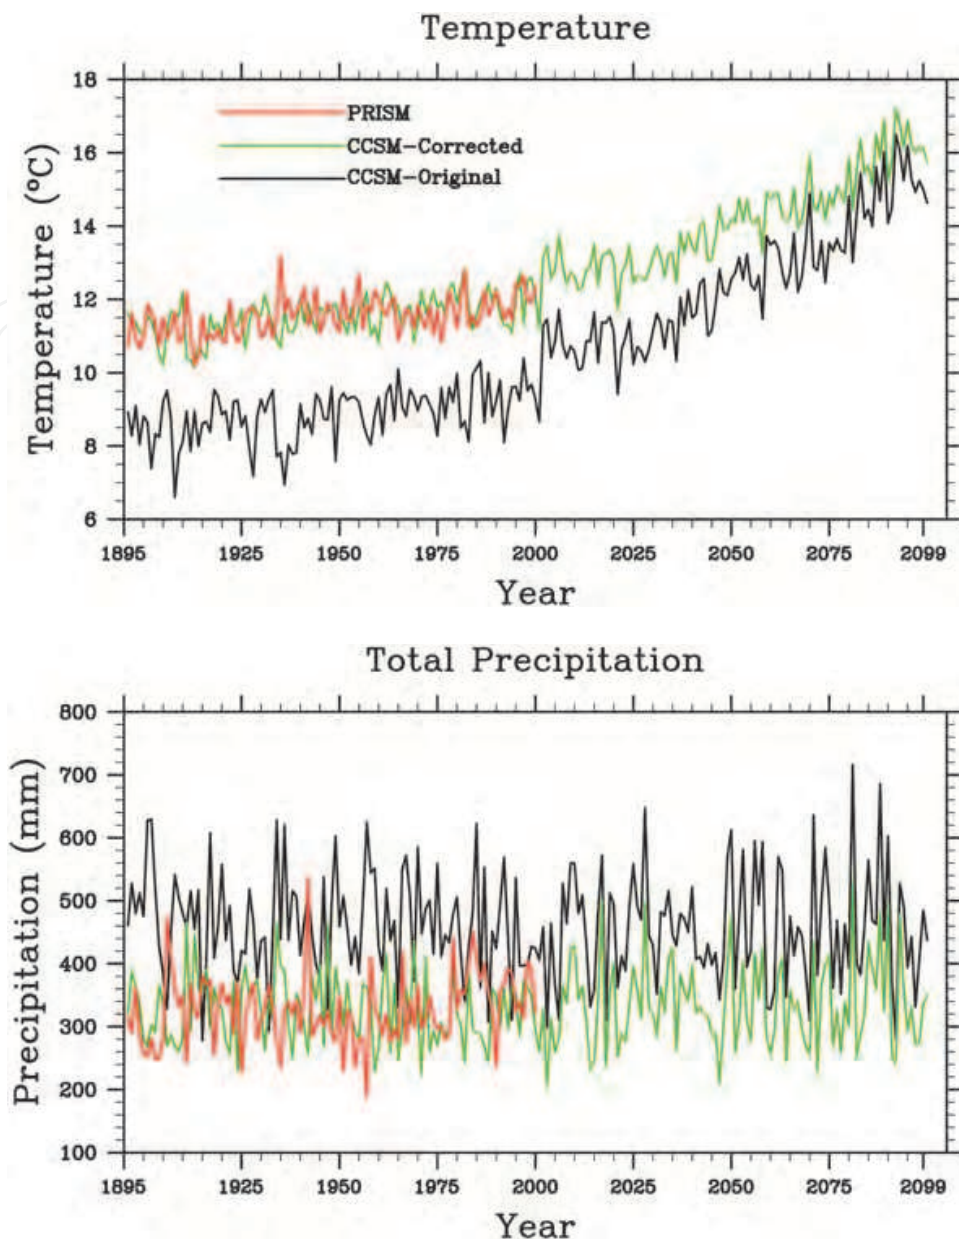 Temperature
18
16
14
12
10
8
6
Temperature (°C)
PRISM
CCSM-Corrected
CCSM-Original
1895 1925 1950 1975 2000 2025 2050 2075 2099
Year
Total Precipitation
800
700
600
500
400
300
200
100
Precipitation (mm)
1895 1925 1950 1975 2000 2025 2050 2075 2099
Year